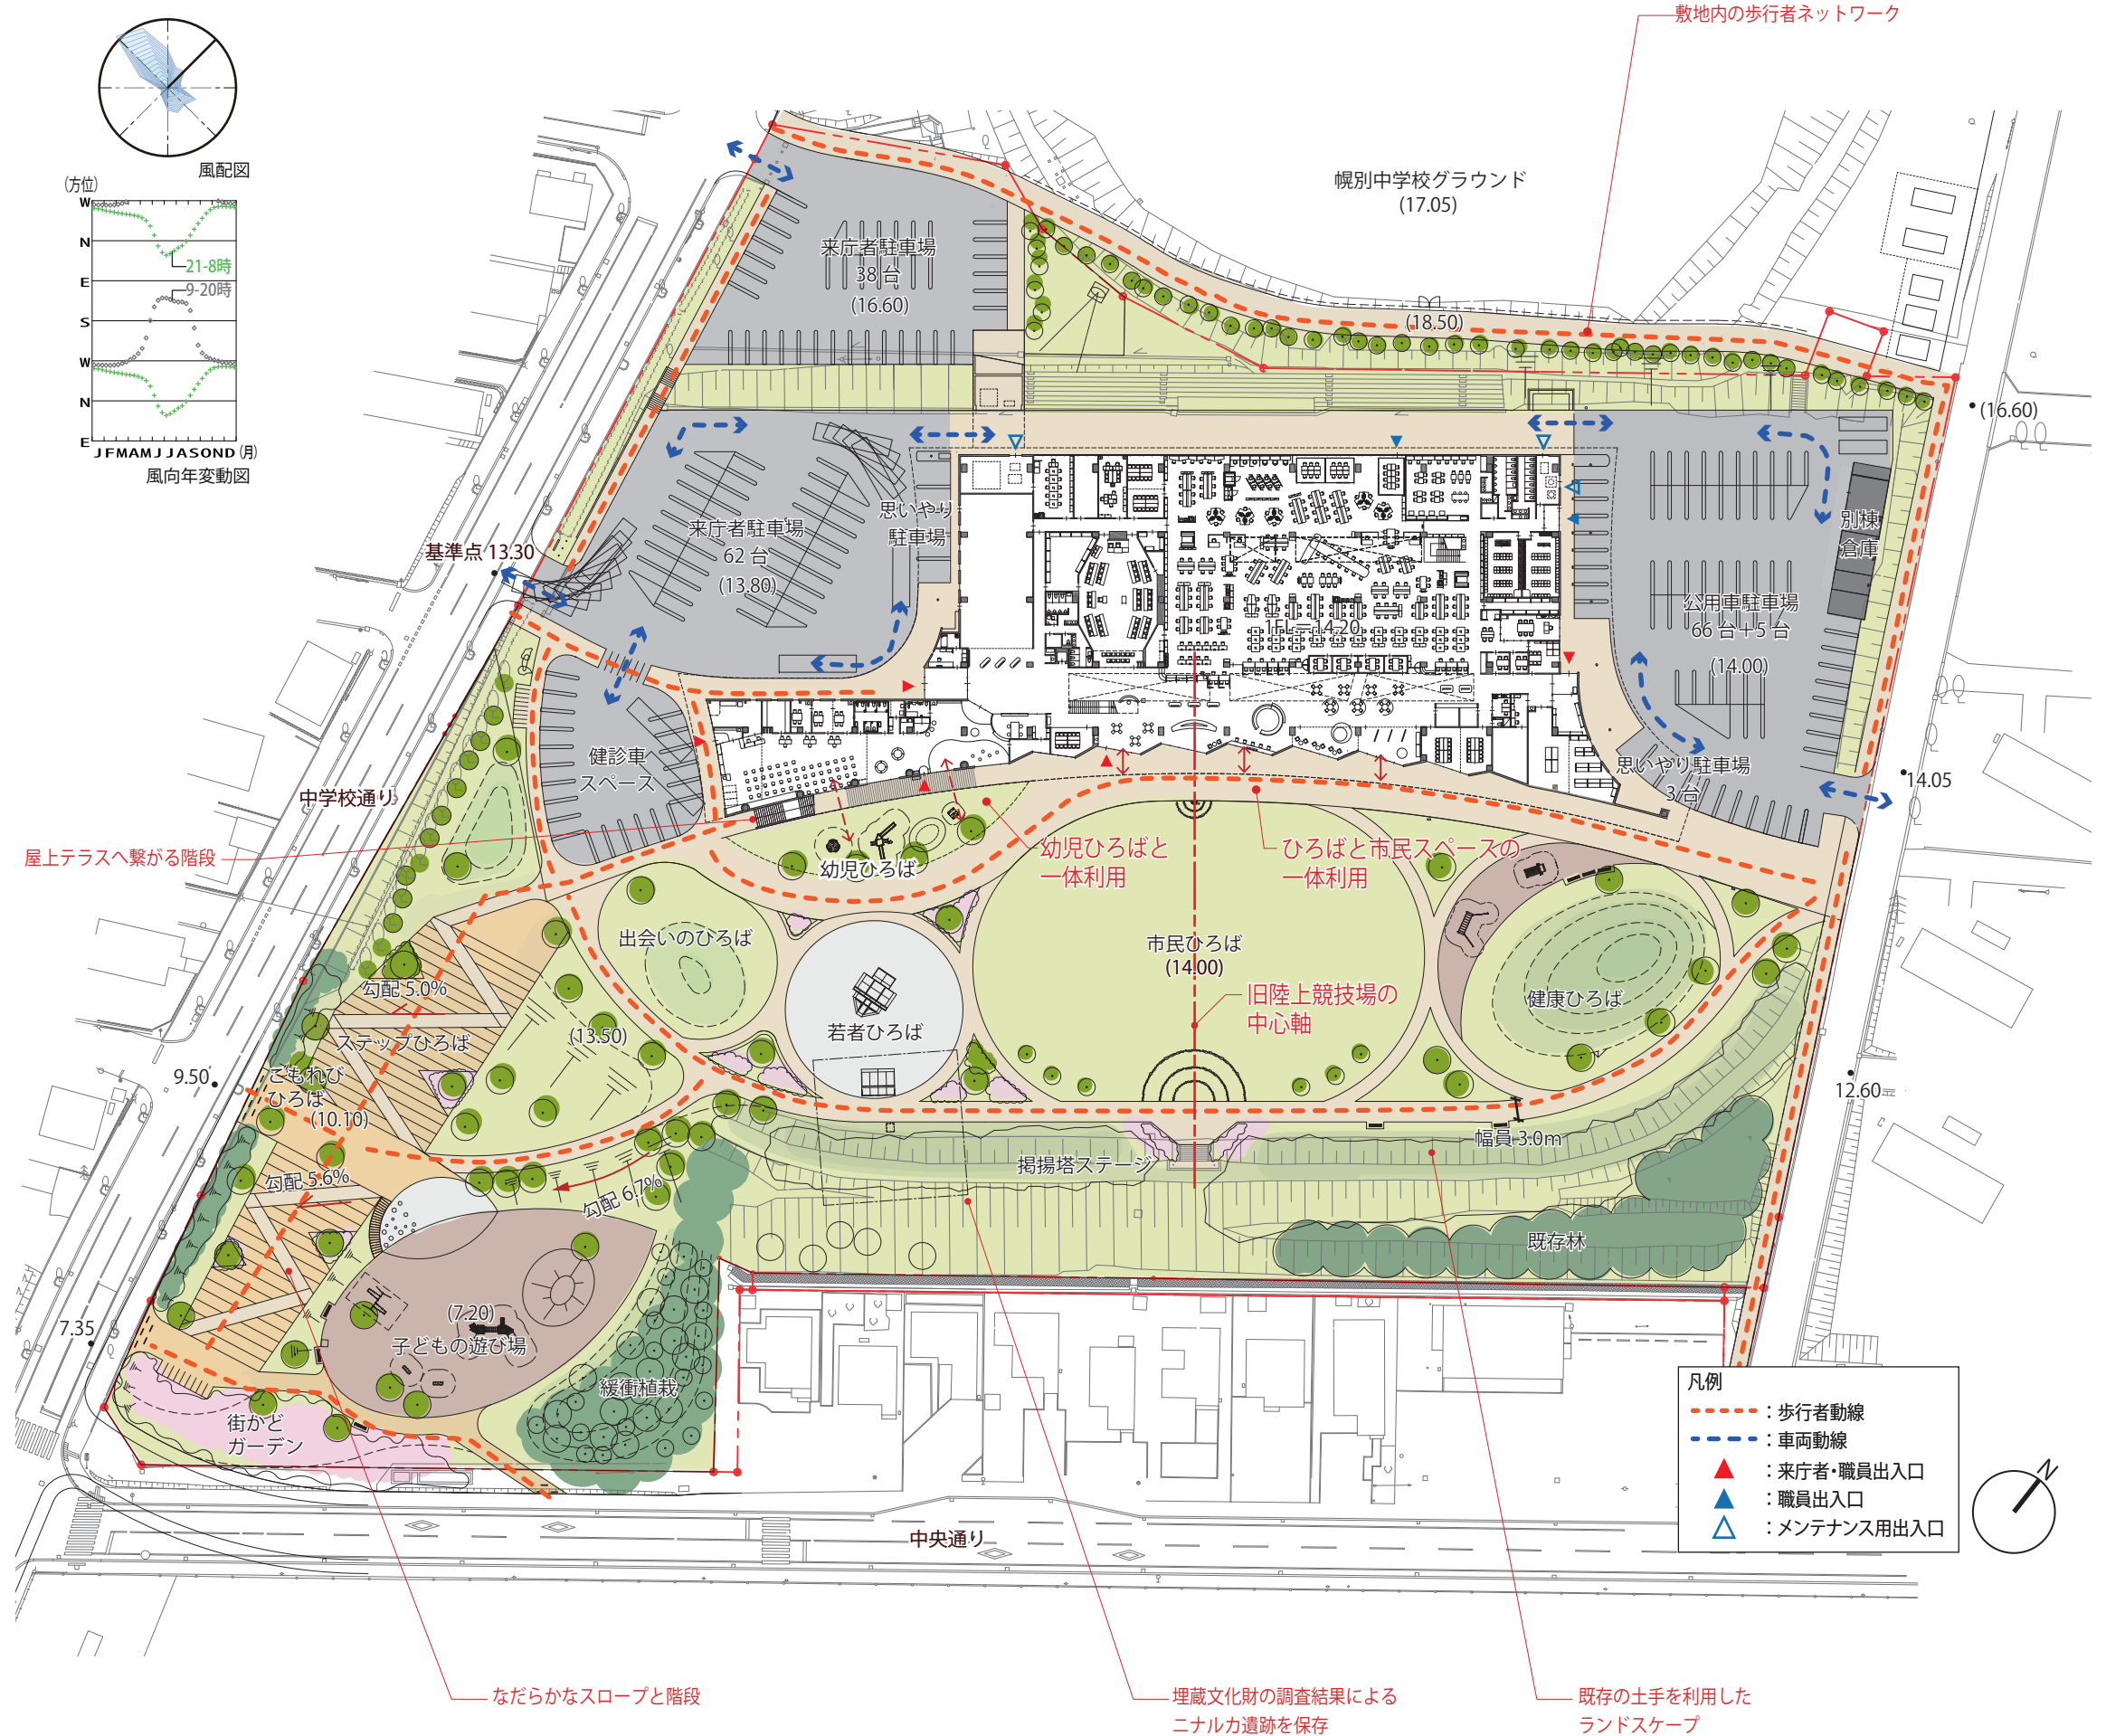 敷地内の歩行者ネットワーク
風配図
(方位)
W
N
E
S
W
N
E
21-8時
9-20時
J F M A M J J A S O N D (月)
風向年変動図
幌別中学校グラウンド
(17.05)
来庁者駐車場
38 台
(16.60)
(18.50)
(16.60)
思いやり
駐車場
来庁者駐車場
62 台
(13.80)
基準点 13.30
別棟
倉庫
公用車駐車場
66 台+5 台
(14.00)
1FL=14.20
健診車
スペース
中学校通り
思いやり駐車場
3 台
14.05
屋上テラスへ繋がる階段
幼児ひろば
幼児ひろばと
一体利用
ひろばと市民スペースの
一体利用
出会いのひろば
市民ひろば
(14.00)
勾配 5.0%
旧陸上競技場の
中心軸
健康ひろば
若者ひろば
(13.50)
ステップひろば
9.50
こもれび
ひろば
(10.10)
12.60
幅員 3.0m
掲揚塔ステージ
勾配 5.6%
勾配 6.7%
既存林
7.35
(7.20)
子どもの遊び場
緩衝植栽
街かど
ガーデン
中央通り
凡例
:歩行者動線
:車両動線
:来庁者・職員出入口
:職員出入口
:メンテナンス用出入口
N
なだらかなスロープと階段
埋蔵文化財の調査結果による
ニナルカ遺跡を保存
既存の土手を利用した
ランドスケープ